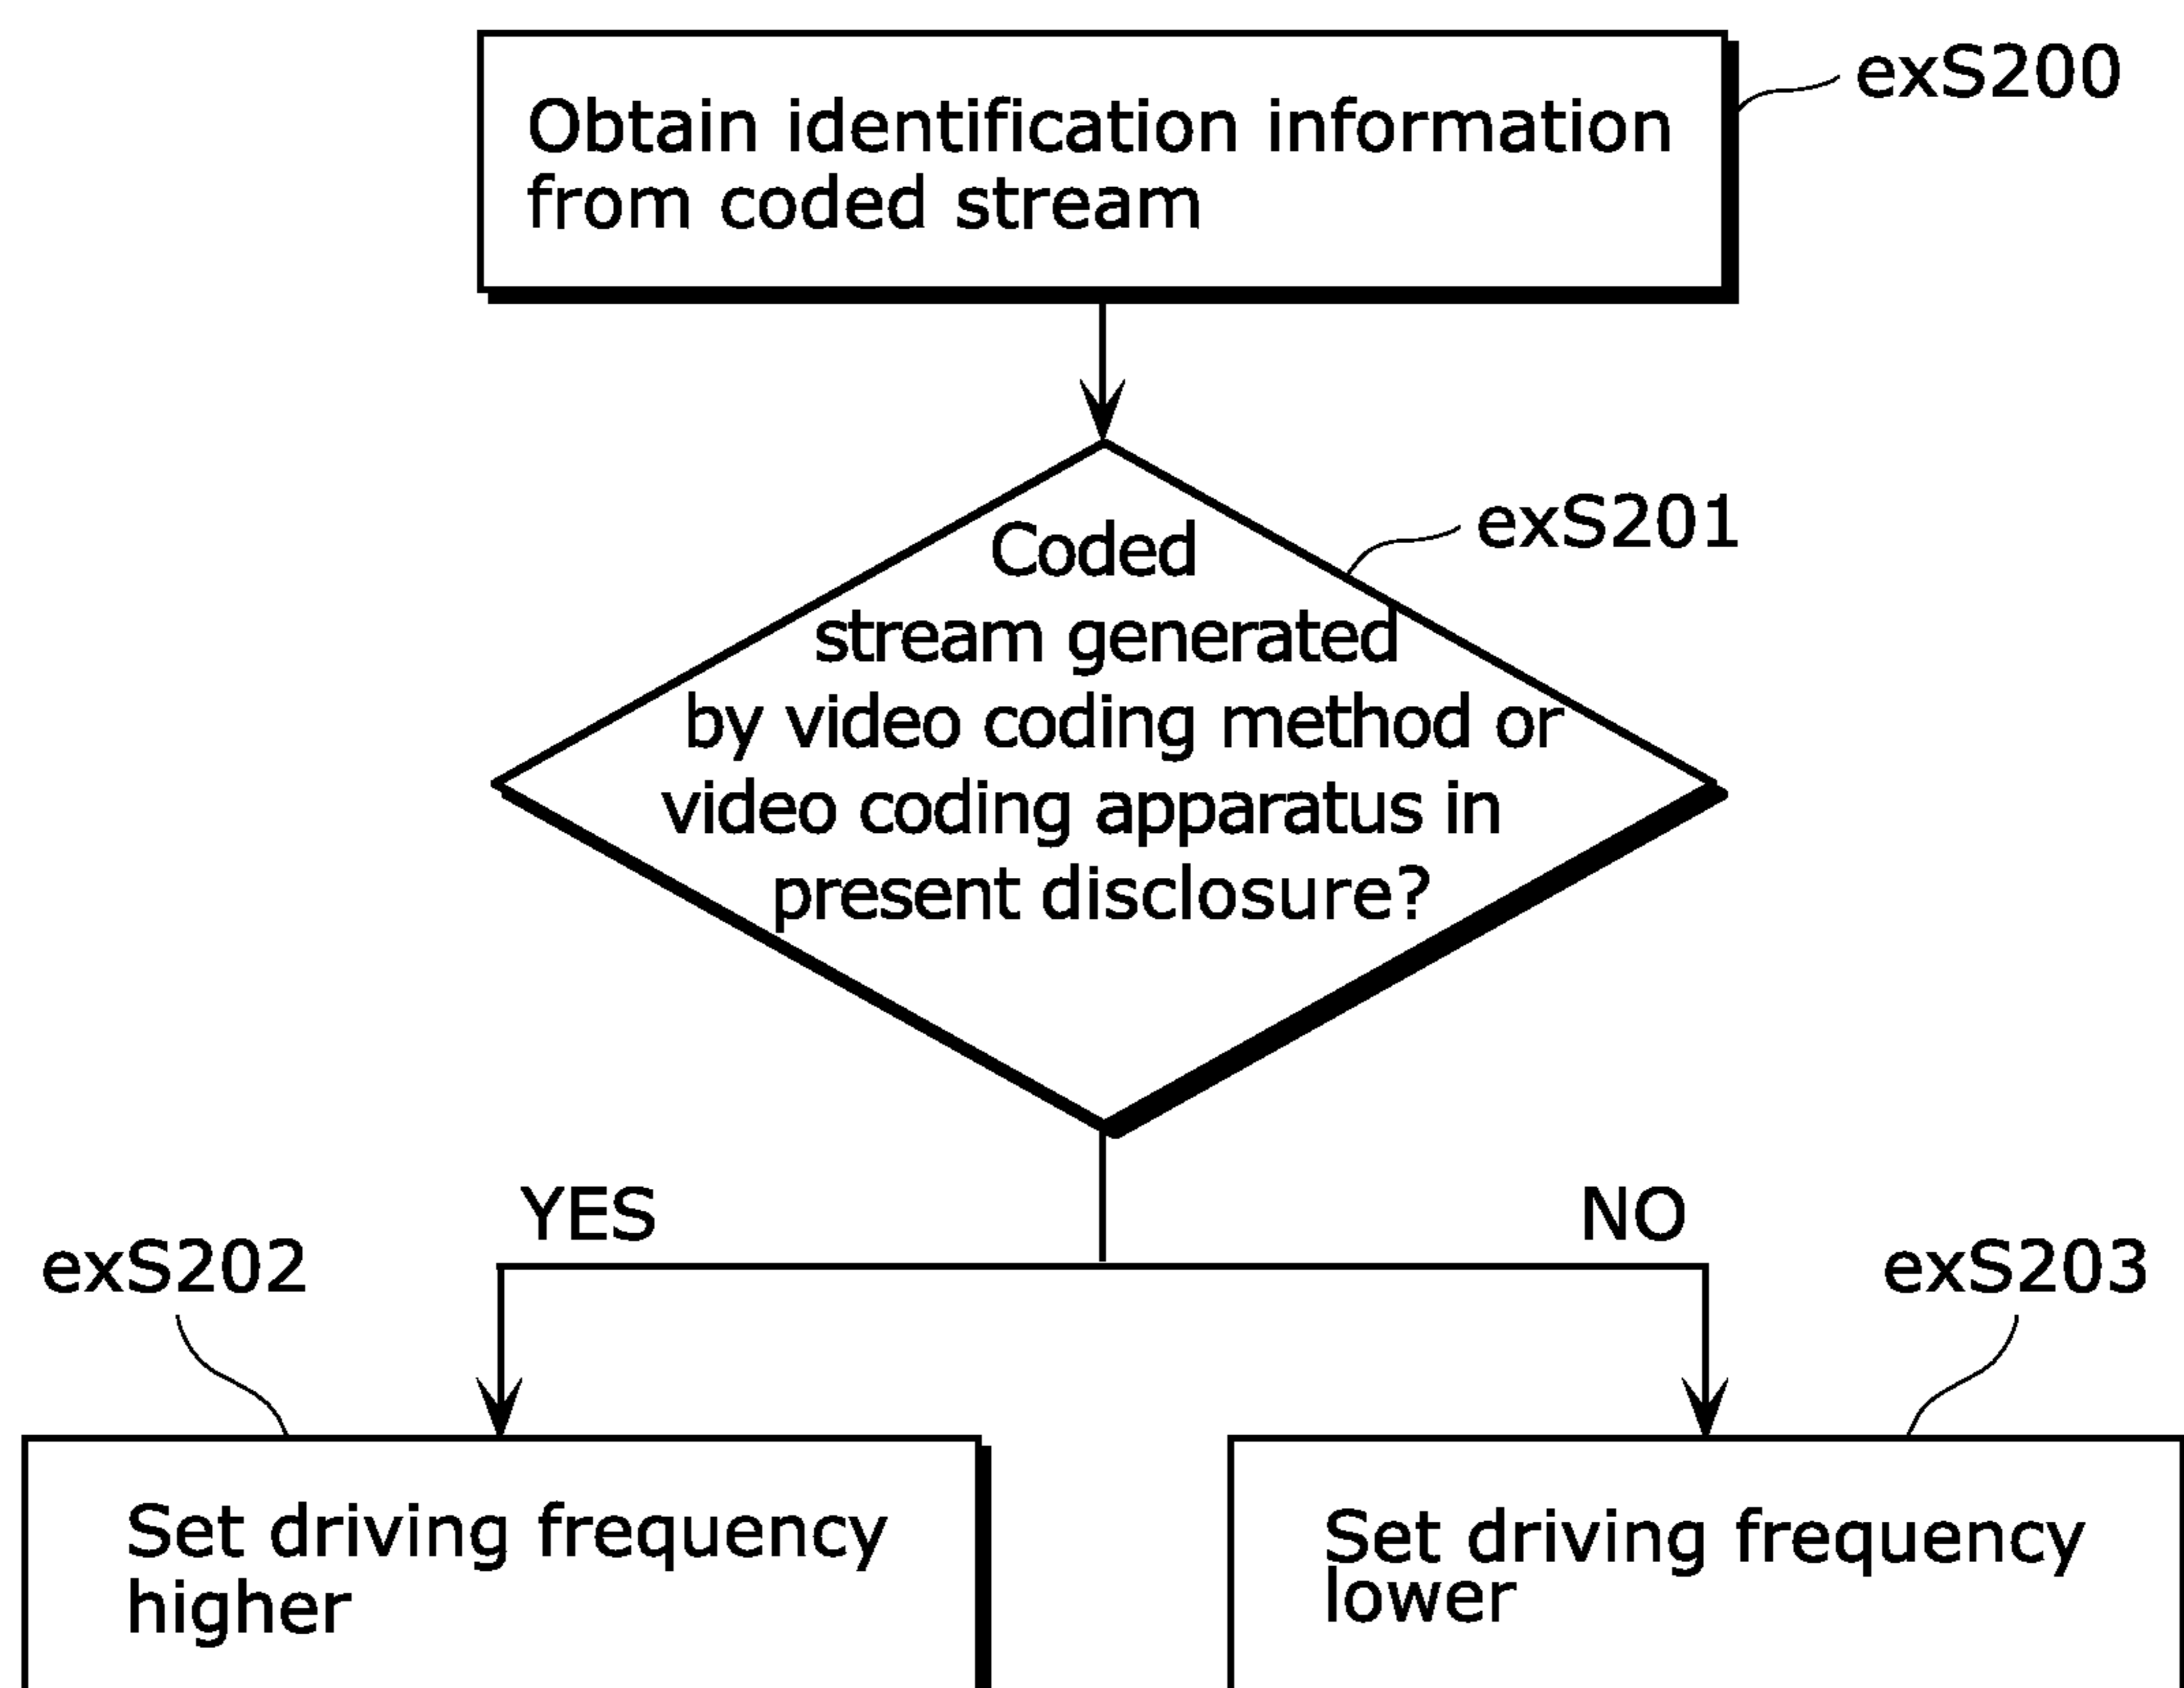 exS200
Obtain identification information
from coded stream
exS201
Coded
stream generated
by video coding method or
video coding apparatus in
present disclosure?
YES
NO
exS202
exS203
Set driving frequency
higher
Set driving frequency
lower